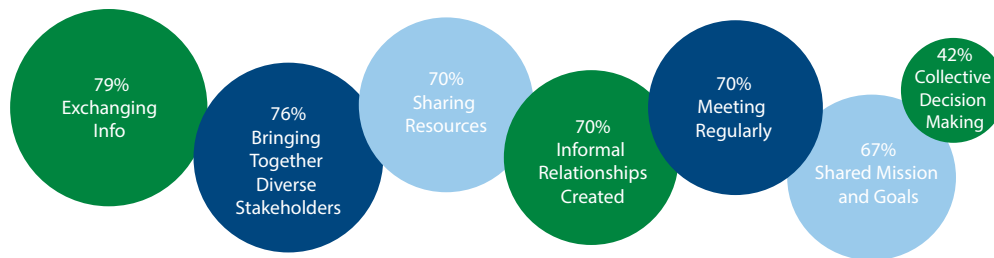 79%
Exchanging
Info
76%
Bringing
Together
Diverse
Stakeholders
70%
Sharing
Resources
70%
Informal
Relationships
Created
70%
Meeting
Regularly
67%
Shared Mission
and Goals
42%
Collective
Decision
Making